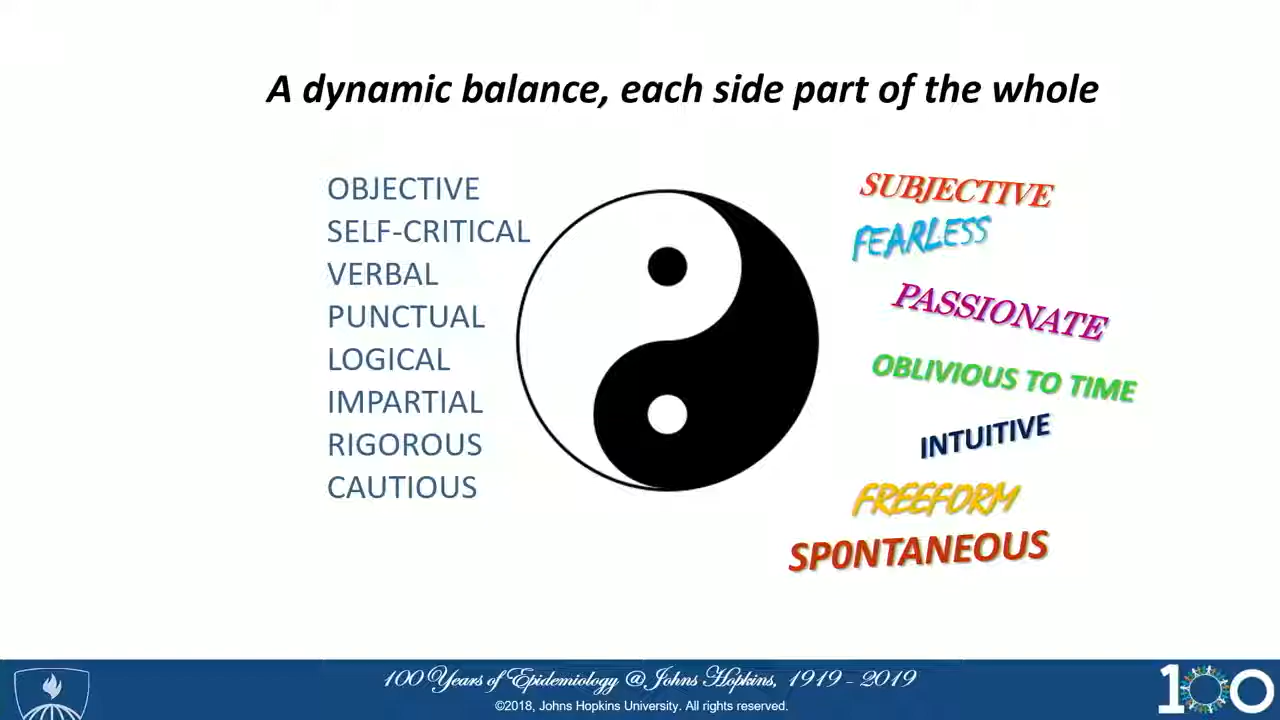 A dynamic balance, each side part of the whole
OBJECTIVE
SELF-CRITICAL
VERBAL
PUNCTUAL
LOGICAL
IMPARTIAL
RIGOROUS
CAUTIOUS
SUBJECTIVE
FEARLESS
PASSIONATE
OBLIVIOUS TO TIME
INTUITIVE
FREEFORM
SP0NTANEOUS
100 Years of Epidemiology @ Johns Hopkins, 1919 - 2019
©2018, Johns Hopkins University. All rights reserved.
100